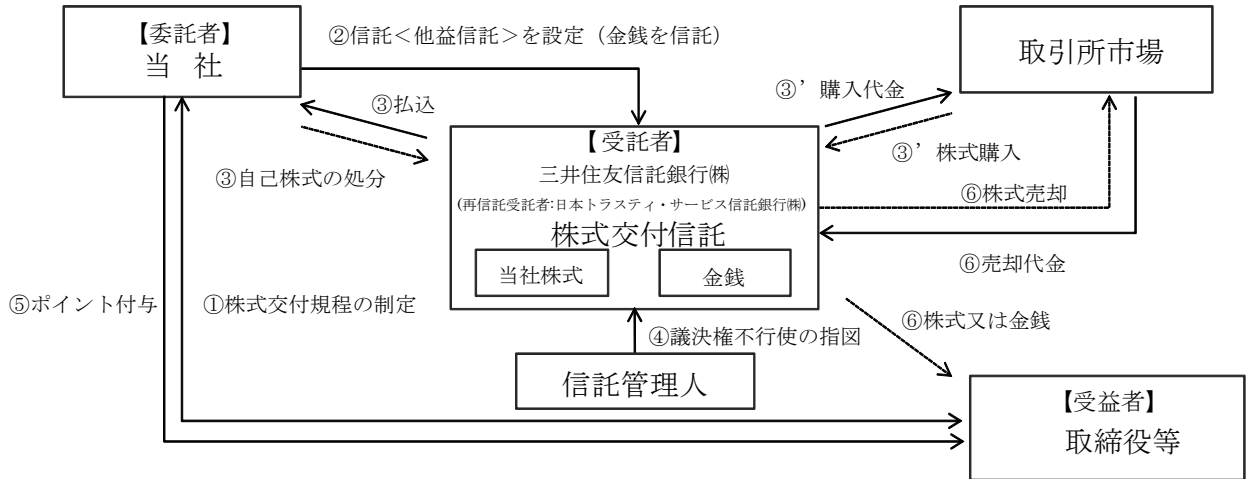 【委託者】
当 社
②信託＜他益信託＞を設定（金銭を信託）
取引所市場
③払込
③’購入代金
③自己株式の処分
【受託者】
三井住友信託銀行㈱
(再信託受託者:日本トラスティ・サービス信託銀行㈱)
株式交付信託
当社株式
金銭
③’株式購入
⑥株式売却
⑥売却代金
⑤ポイント付与
①株式交付規程の制定
④議決権不行使の指図
⑥株式又は金銭
信託管理人
【受益者】
取締役等